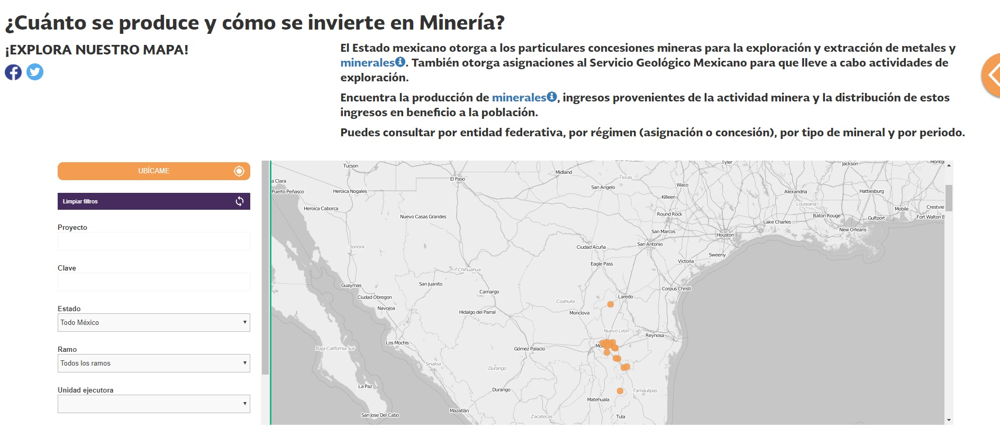 ¿Cuánto se produce y cómo se invierte en Minería?
¡EXPLORA NUESTRO MAPA!
El Estado mexicano otorga a los particulares concesiones mineras para la exploración y extracción de metales y
minerales. También otorga asignaciones al Servicio Geológico Mexicano para que lleve a cabo actividades de
exploración.
Encuentra la producción de minerales, ingresos provenientes de la actividad minera y la distribución de estos
ingresos en beneficio a la población.
Puedes consultar por entidad federativa, por régimen (asignación o concesión), por tipo de mineral y por periodo.
UBÍCAME
Limpiar filtros
Proyecto
Clave
Estado
Todo México
Ramo
Todos los ramos
Unidad ejecutora
Tucson
Midland
Tyler
Jackson
Montgo
a Clara
El Paso
Texas
Puerto Peñasco
Heroica Nogales
San Angelo
Waco
Alexandria
Hattiesburg
Killeen
Louisiana
Heroica Caborca
Mobile
Crestvie
Nuevo Casas Grandes
Round Rock
Baton Rouge
Gulfport
Fort Walton B
Lake Charles
San Marcos
Houston
New Orleans
Sonora
Ciudad Acuña
San Antonio
Sweeny
Eagle Pass
Victoria
Chihuahua
Guaymas
San Juanito
Corpus Christi
Camargo
Ciudad Obregon
Laredo
Coahuila
Navojoa
Hidalgo del Parral
Monclova
Nuevo León
Reynosa
Los Mochis
Mo
Baja California Sur
Gómez Palacio
Sinaloa
Durango
La Paz
Durango
Tamaulipas
Matehuala
Mazatlán
San Jose Del Cabo
Zacatecas
Tula